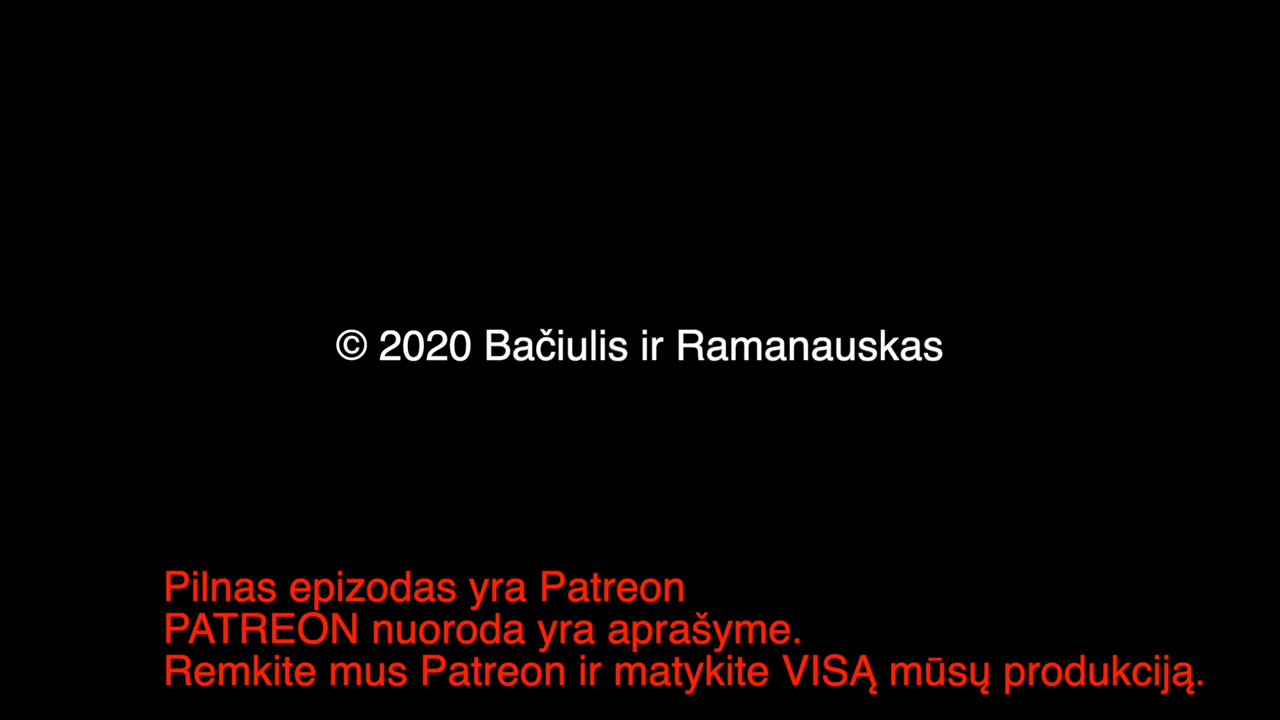 © 2020 Bačiulis ir Ramanauskas
Pilnas epizodas yra Patreon
PATREON nuoroda yra aprašyme.
Remkite mus Patreon ir matykite VISĄ mūsų produkciją.